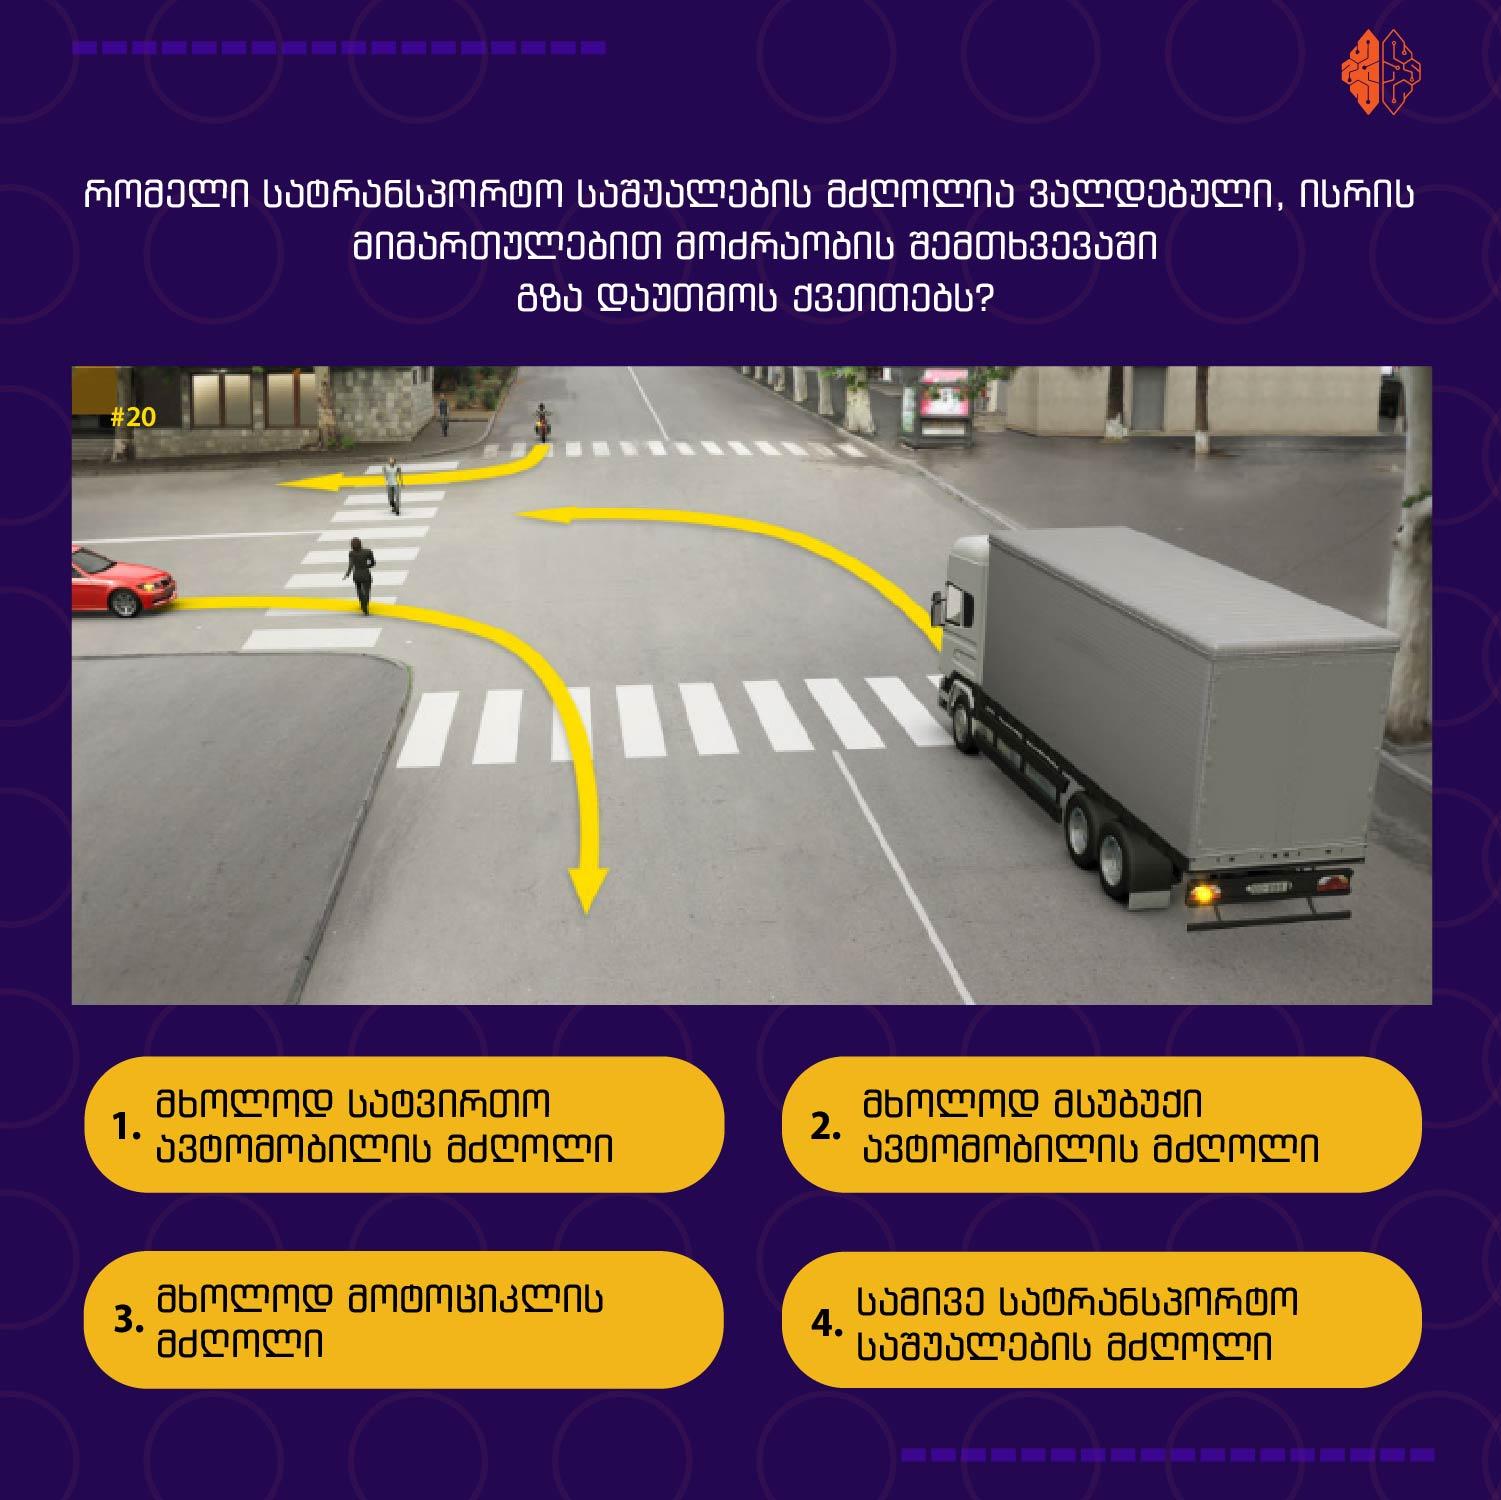 რომელი სატრანსპორტო საშუალების მძღოლია ვალდებული, ისრის
მიმართულებით მოძრაობის შემთხვევაში
გზა დაუთმოს ქვეითებს?
#20
1. მხოლოდ სატვირთო
ავტომობილის მძღოლი
2. მხოლოდ მსუბუქი
ავტომობილის მძღოლი
3. მხოლოდ მოტოციკლის
მძღოლი
4. სამივე სატრანსპორტო
საშუალების მძღოლი